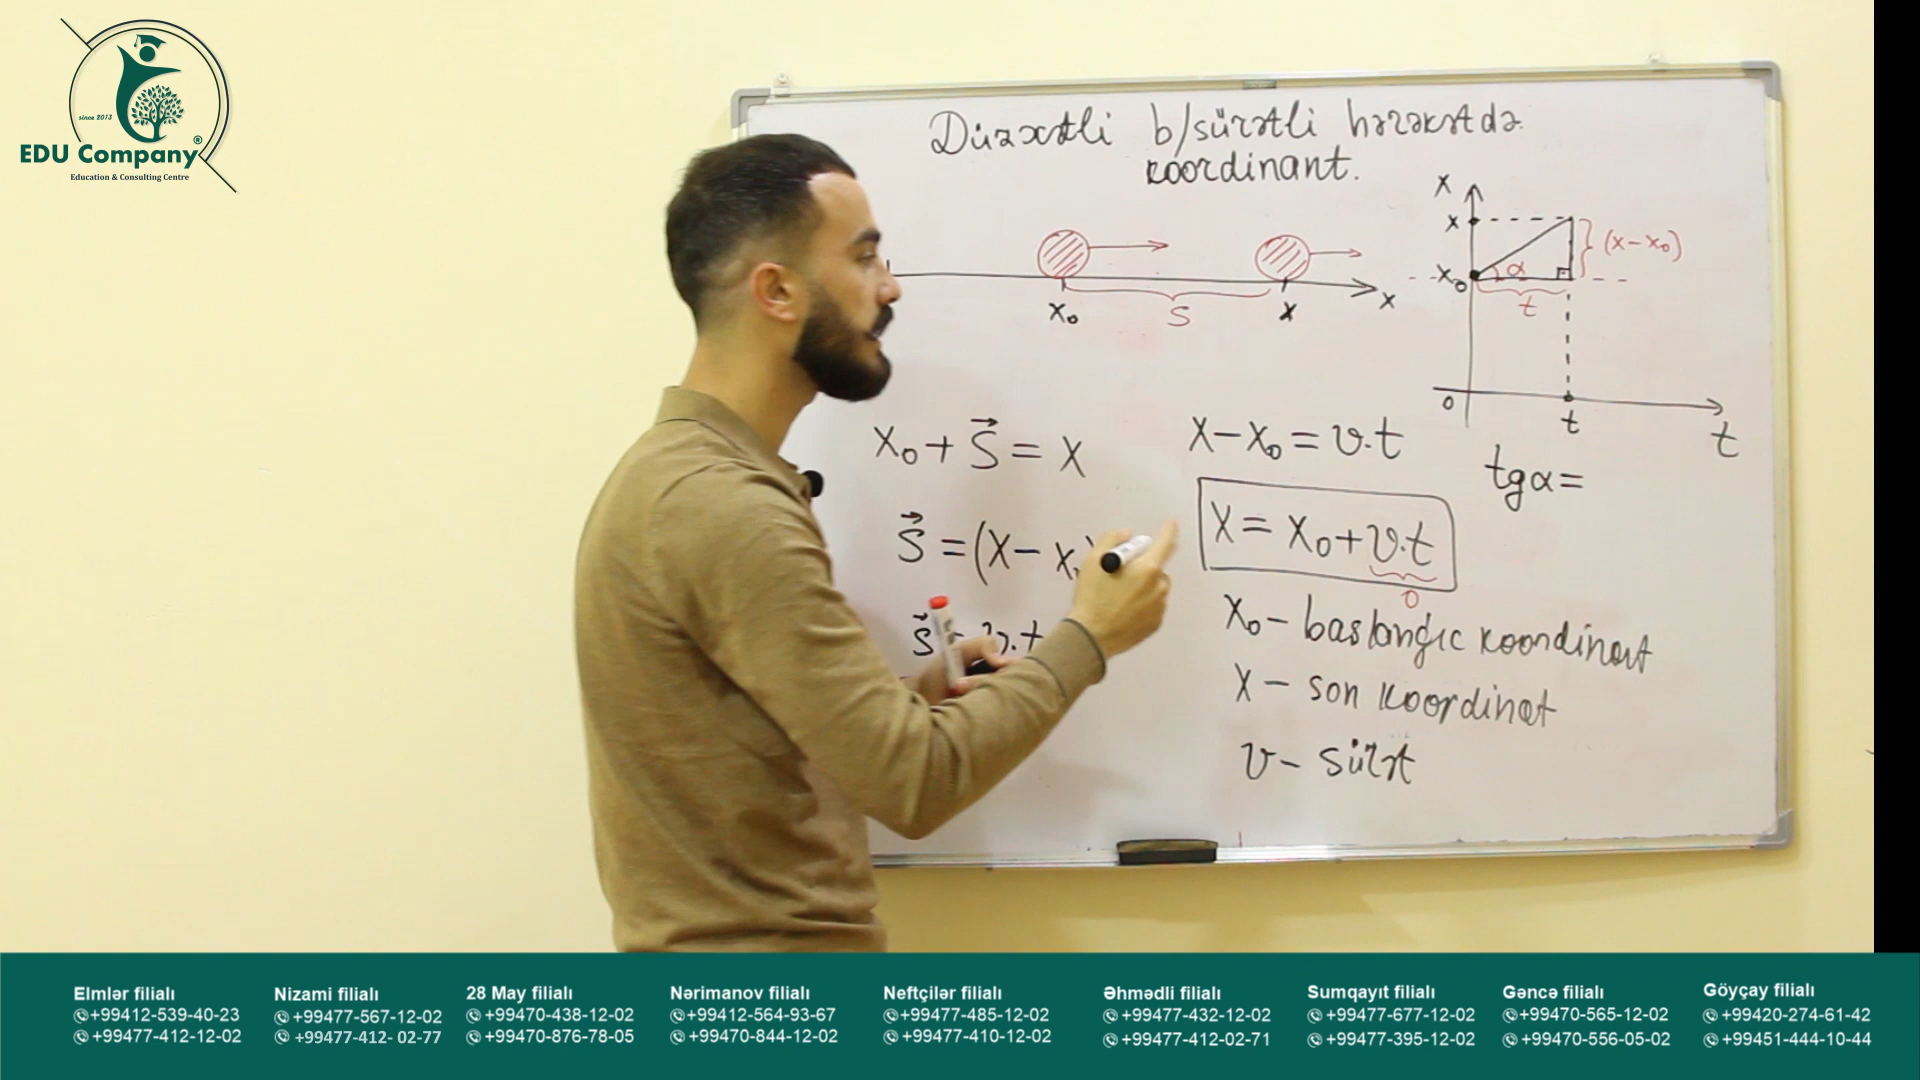 since 2013
EDU Company®
Education & Consulting Centre
Düzxətli b/sürətli hərəkətdə
koordinant.
x₀
S
x
x
x
x
x₀
α
t
(x-x₀)
0
t
t
x₀+S⃗=x
S⃗=(x-x₀)
S⃗=v.t
x-x₀=v.t
x=x₀+v.t
0
tgα=
x₀- baslanğıc koordinat
x- son koordinat
v- sürət
Elmlər filialı
+99412-539-40-23
+99477-412-12-02
Nizami filialı
+99477-567-12-02
+99477-412- 02-77
28 May filialı
+99470-438-12-02
+99470-876-78-05
Nərimanov filialı
+99412-564-93-67
+99470-844-12-02
Neftçilər filialı
+99477-485-12-02
+99477-410-12-02
Əhmədli filialı
+99477-432-12-02
+99477-412-02-71
Sumqayıt filialı
+99477-677-12-02
+99477-395-12-02
Gəncə filialı
+99470-565-12-02
+99470-556-05-02
Göyçay filialı
+99420-274-61-42
+99451-444-10-44